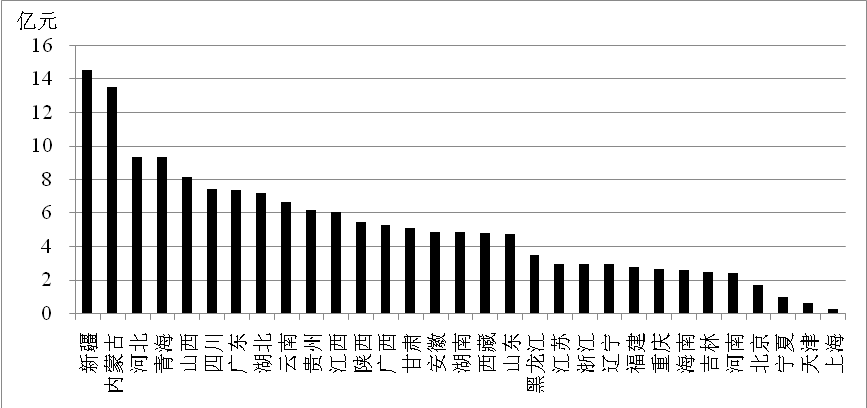 亿元
16
14
12
10
8
6
4
2
0
新疆
内蒙古
河北
青海
山西
四川
广东
湖北
云南
贵州
江西
陕西
广西
甘肃
安徽
湖南
西藏
山东
黑龙江
江苏
浙江
辽宁
福建
重庆
海南
吉林
河南
北京
宁夏
天津
上海